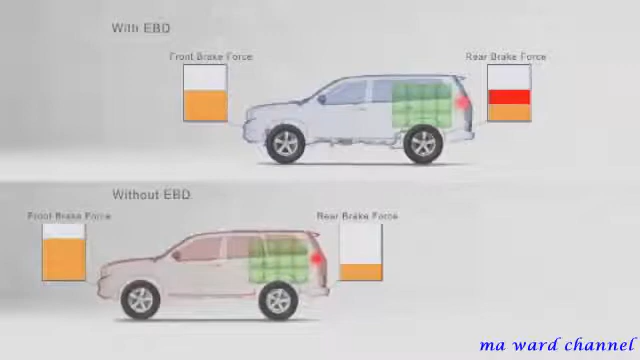 With EBD
Front Brake Force
Rear Brake Force
Without EBD
Front Brake Force
Rear Brake Force
ma ward channel